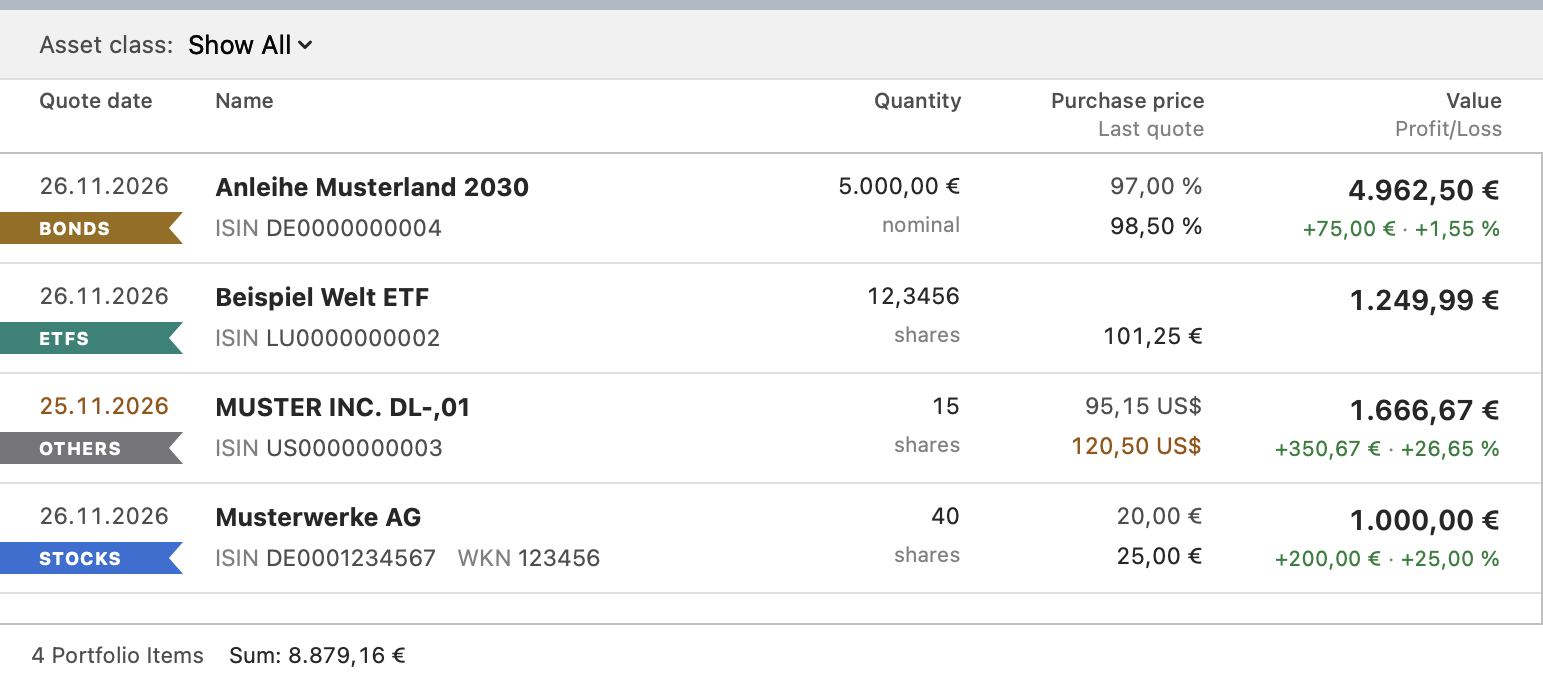 Asset class: Show All
Quote date Name Quantity Purchase price Value
Last quote Profit/Loss
26.11.2026 Anleihe Musterland 2030 5.000,00 € 97,00 % 4.962,50 €
BONDS ISIN DE0000000004 nominal 98,50 % +75,00 € · +1,55 %
26.11.2026 Beispiel Welt ETF 12,3456 1.249,99 €
ETFS ISIN LU0000000002 shares 101,25 €
25.11.2026 MUSTER INC. DL-,01 15 95,15 US$ 1.666,67 €
OTHERS ISIN US0000000003 shares 120,50 US$ +350,67 € · +26,65 %
26.11.2026 Musterwerke AG 40 20,00 € 1.000,00 €
STOCKS ISIN DE0001234567 WKN 123456 shares 25,00 € +200,00 € · +25,00 %
4 Portfolio Items Sum: 8.879,16 €